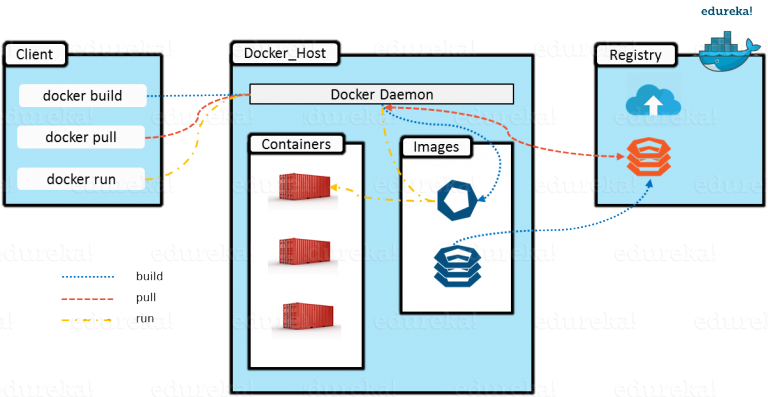 edureka!
Client
Docker_Host
Registry
docker build
Docker Daemon
docker pull
Containers
Images
docker run
build
pull
run